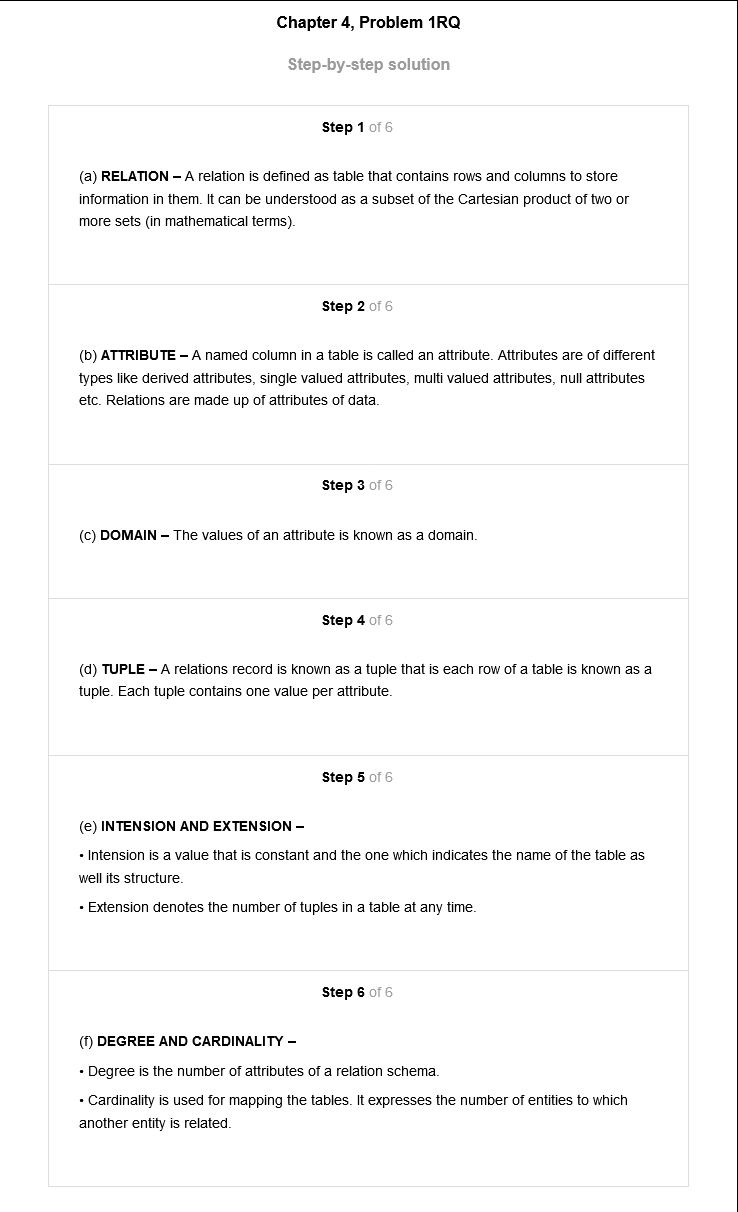 Chapter 4, Problem 1RQ
Step-by-step solution
Step 1 of 6
(a) RELATION – A relation is defined as table that contains rows and columns to store
information in them. It can be understood as a subset of the Cartesian product of two or
more sets (in mathematical terms).
Step 2 of 6
(b) ATTRIBUTE – A named column in a table is called an attribute. Attributes are of different
types like derived attributes, single valued attributes, multi valued attributes, null attributes
etc. Relations are made up of attributes of data.
Step 3 of 6
(c) DOMAIN – The values of an attribute is known as a domain.
Step 4 of 6
(d) TUPLE – A relations record is known as a tuple that is each row of a table is known as a
tuple. Each tuple contains one value per attribute.
Step 5 of 6
(e) INTENSION AND EXTENSION –
• Intension is a value that is constant and the one which indicates the name of the table as
well its structure.
• Extension denotes the number of tuples in a table at any time.
Step 6 of 6
(f) DEGREE AND CARDINALITY –
• Degree is the number of attributes of a relation schema.
• Cardinality is used for mapping the tables. It expresses the number of entities to which
another entity is related.